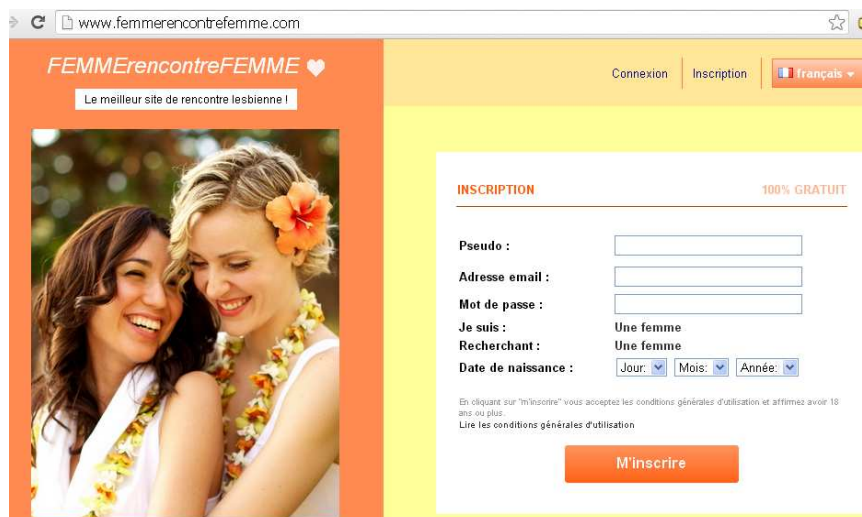 www.femmerencontrefemme.com
FEMMErencontreFEMME
Le meilleur site de rencontre lesbienne !
Connexion
Inscription
français
INSCRIPTION
100% GRATUIT
Pseudo :
Adresse email :
Mot de passe :
Je suis : Une femme
Recherchant : Une femme
Date de naissance : Jour: Mois: Année:
En cliquant sur "m'inscrire" vous acceptez les conditions générales d'utilisation et affirmez avoir 18
ans ou plus.
Lire les conditions générales d'utilisation
M'inscrire